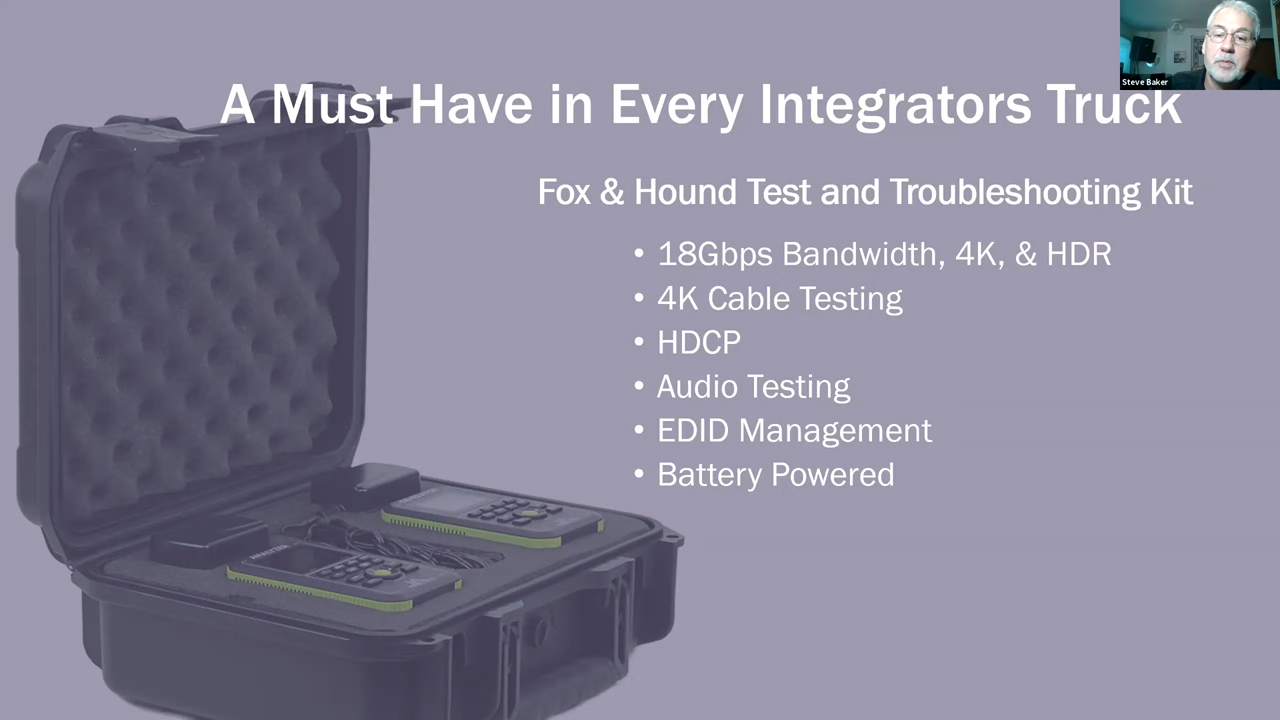 Steve Baker
A Must Have in Every Integrators Truck
Fox & Hound Test and Troubleshooting Kit
• 18Gbps Bandwidth, 4K, & HDR
• 4K Cable Testing
• HDCP
• Audio Testing
• EDID Management
• Battery Powered
ANALYZER